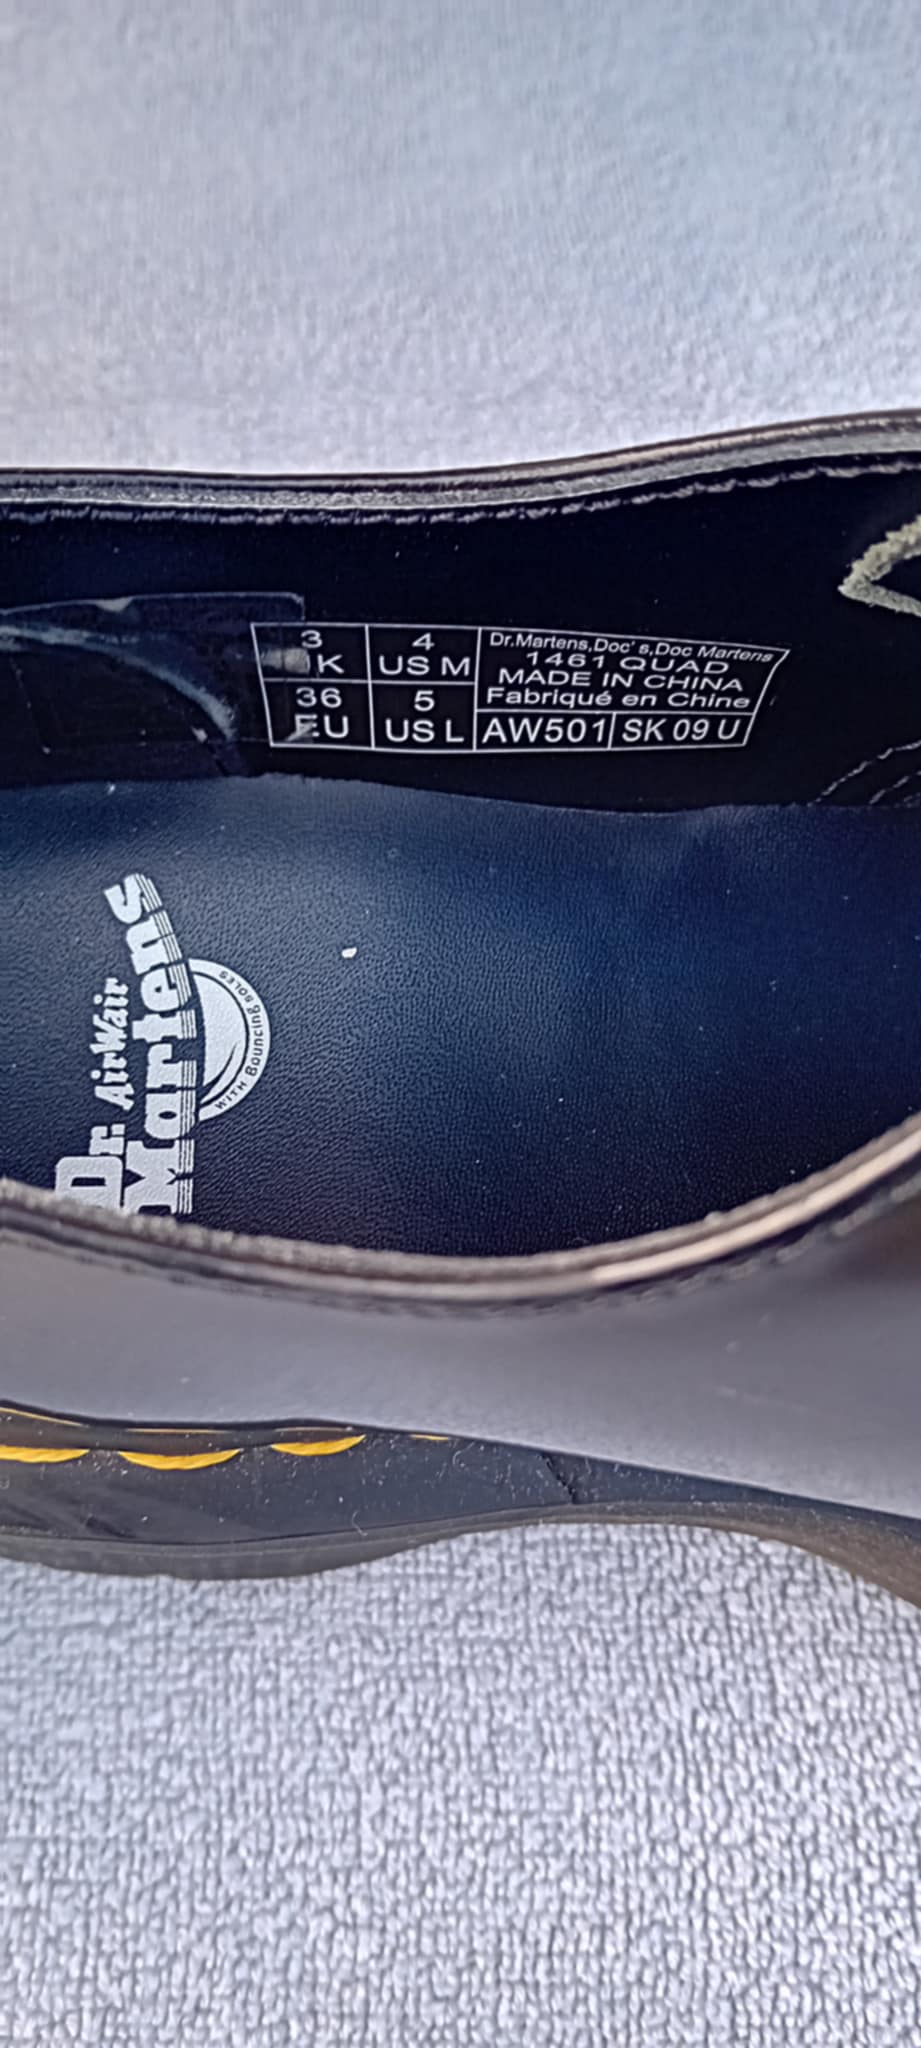 3
UK
4
US M
36
EU
5
US L
Dr.Martens,Doc's,Doc Martens
1461 QUAD
MADE IN CHINA
Fabriqué en Chine
AW501
SK 09 U
Dr. Martens
AirWair
WITH Bouncing SOLES